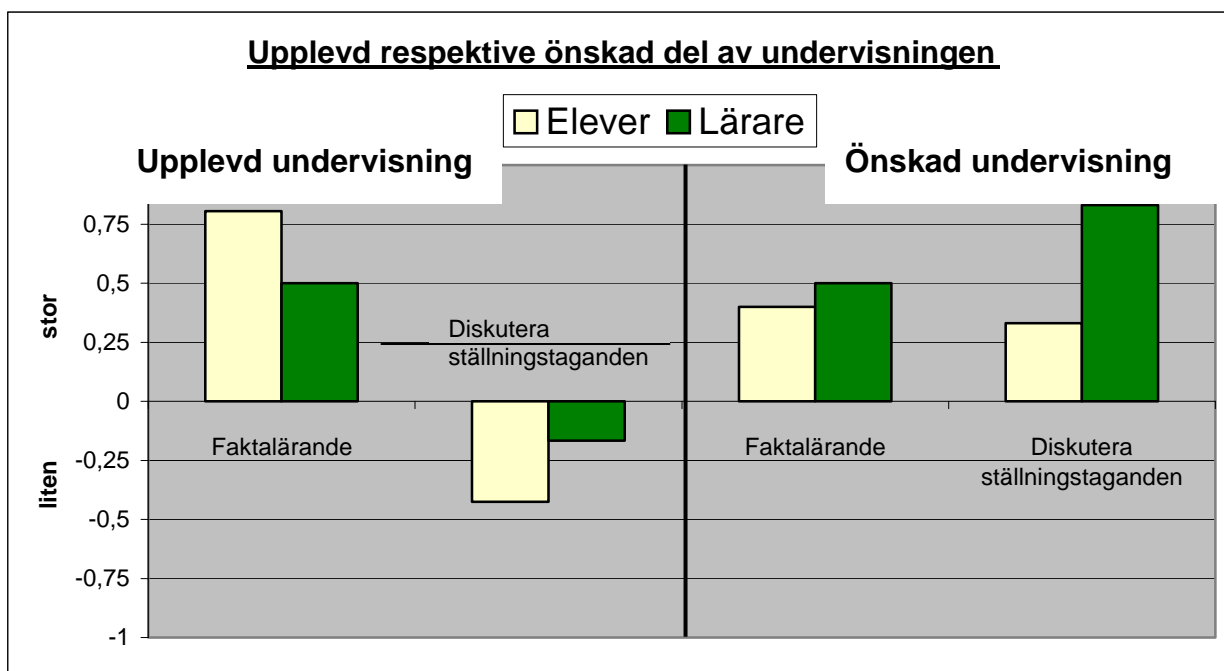 Upplevd respektive önskad del av undervisningen
Elever Lärare
Upplevd undervisning
Önskad undervisning
0,75
0,5
0,25
0
-0,25
-0,5
-0,75
-1
stor
liten
Diskutera
ställningstaganden
Faktalärande
Faktalärande
Diskutera
ställningstaganden